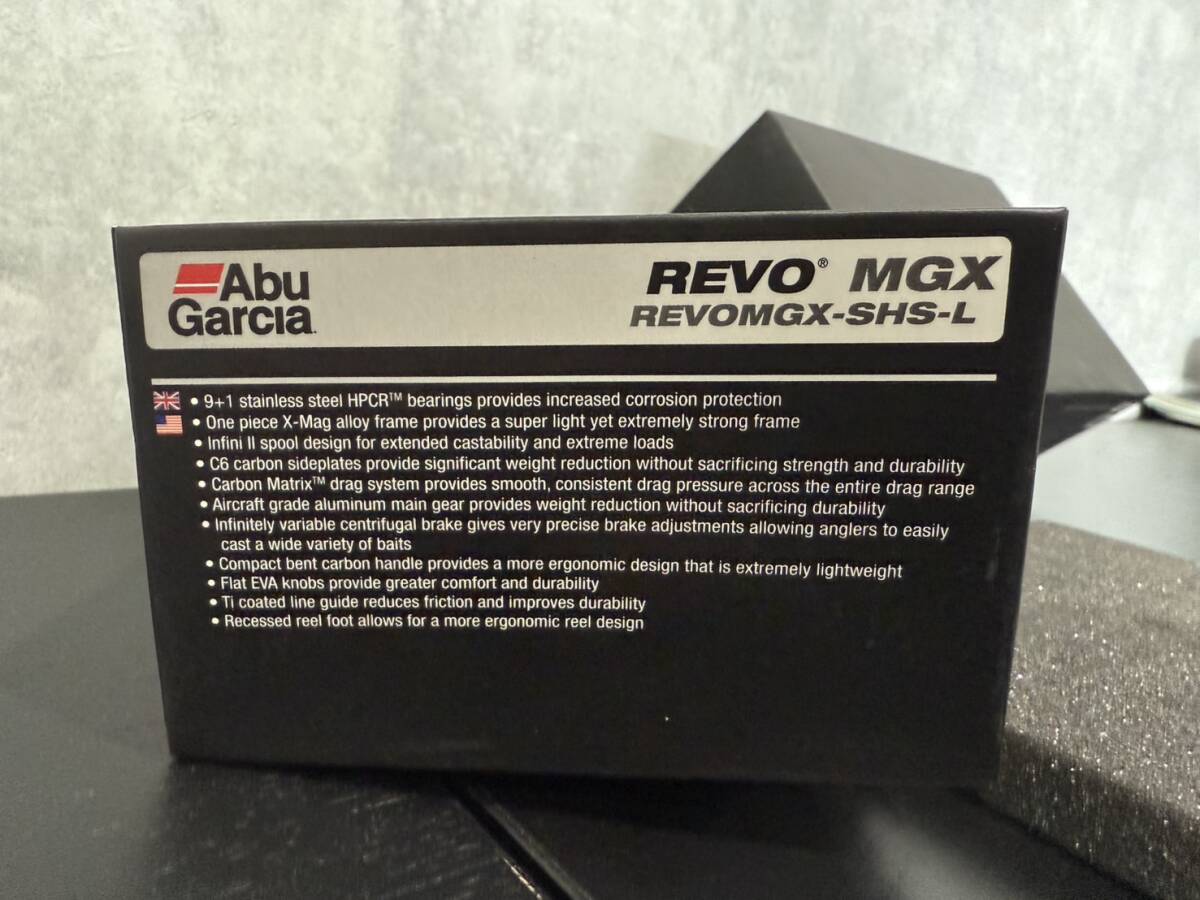 Abu
Garcia
REVO® MGX
REVOMGX-SHS-L
• 9+1 stainless steel HPCR™ bearings provides increased corrosion protection
• One piece X-Mag alloy frame provides a super light yet extremely strong frame
• Infini II spool design for extended castability and extreme loads
• C6 carbon sideplates provide significant weight reduction without sacrificing strength and durability
• Carbon Matrix™ drag system provides smooth, consistent drag pressure across the entire drag range
• Aircraft grade aluminum main gear provides weight reduction without sacrificing durability
• Infinitely variable centrifugal brake gives very precise brake adjustments allowing anglers to easily
cast a wide variety of baits
• Compact bent carbon handle provides a more ergonomic design that is extremely lightweight
• Flat EVA knobs provide greater comfort and durability
• Ti coated line guide reduces friction and improves durability
• Recessed reel foot allows for a more ergonomic reel design